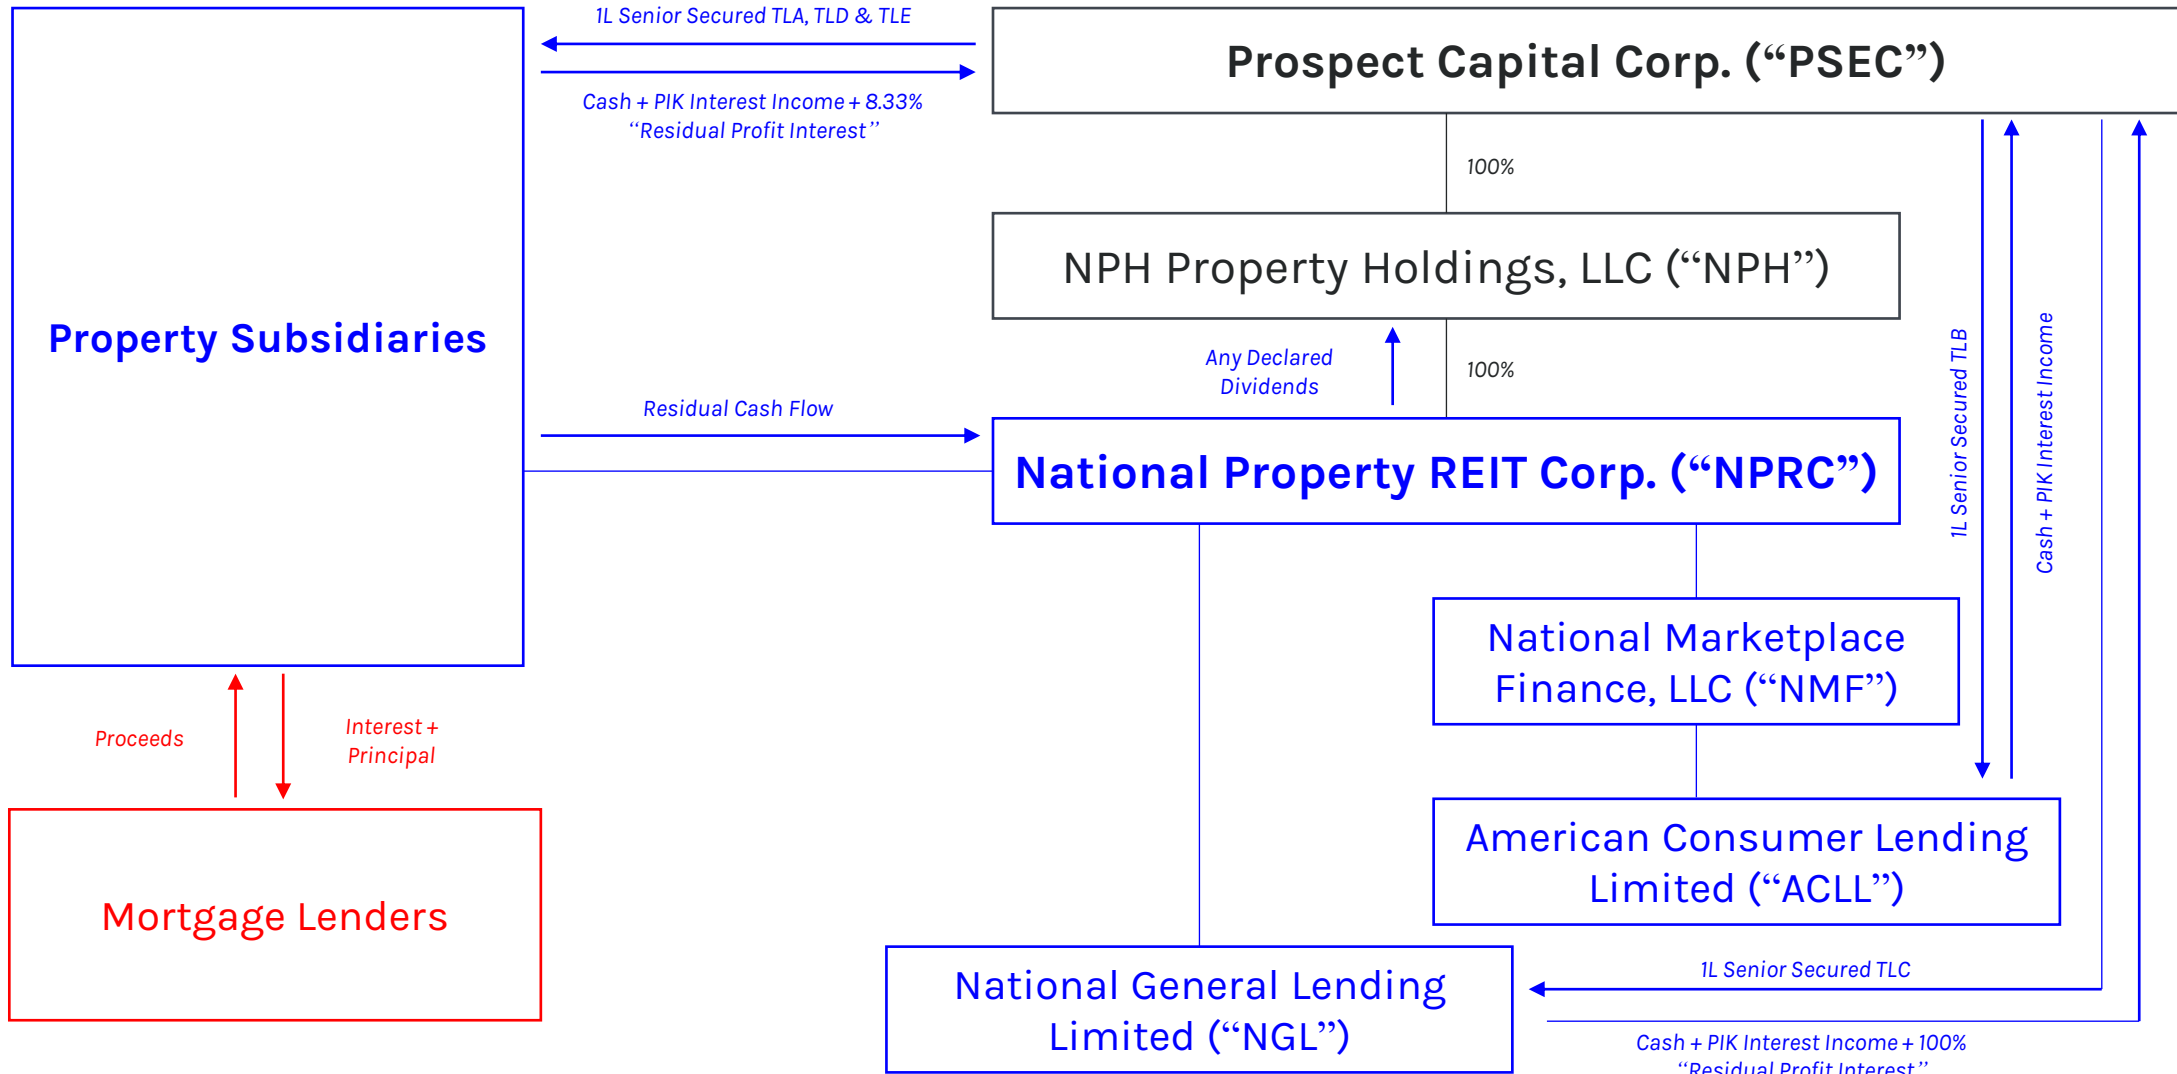 1L Senior Secured TLA, TLD & TLE
Prospect Capital Corp. (“PSEC”)
Cash + PIK Interest Income + 8.33%
“Residual Profit Interest”
100%
NPH Property Holdings, LLC (“NPH”)
Property Subsidiaries
Any Declared
Dividends
100%
1L Senior Secured TLB
Cash + PIK Interest Income
Residual Cash Flow
National Property REIT Corp. (“NPRC”)
National Marketplace
Finance, LLC (“NMF”)
Proceeds
Interest +
Principal
American Consumer Lending
Limited (“ACLL”)
Mortgage Lenders
1L Senior Secured TLC
National General Lending
Limited (“NGL”)
Cash + PIK Interest Income + 100%
“Residual Profit Interest”